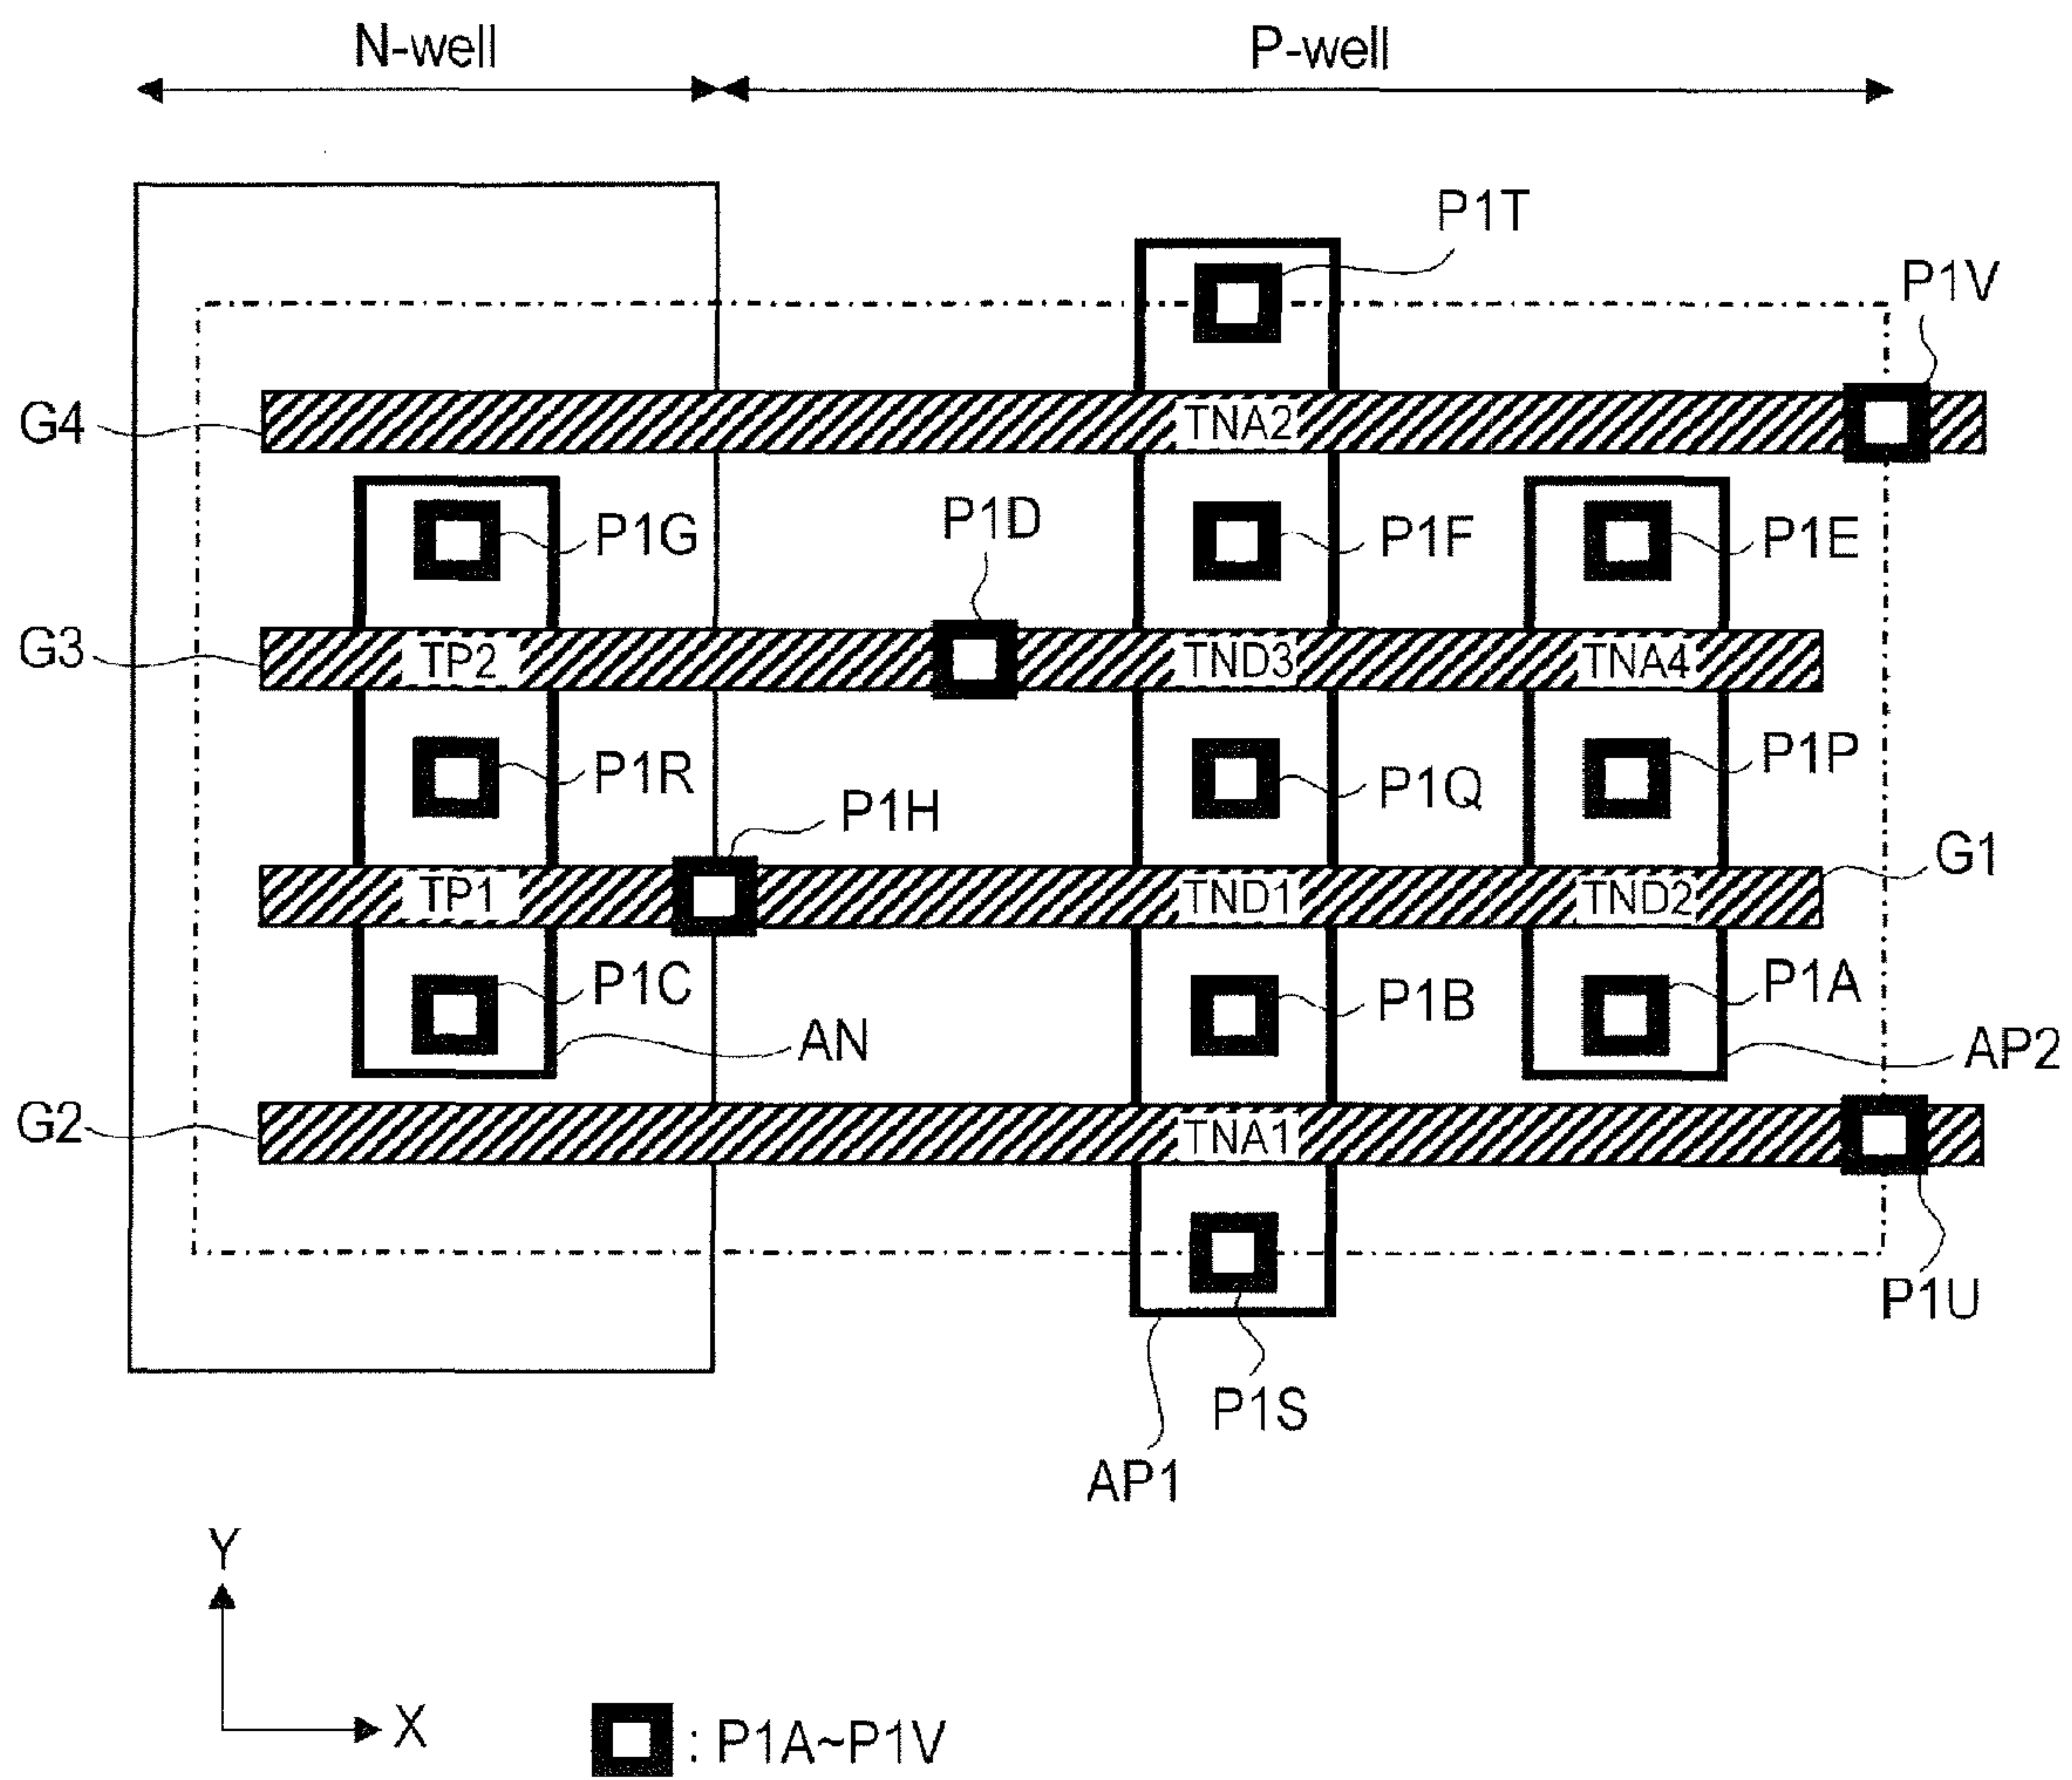 N-well
P-well
P1T
P1V
G4
TNA2
P1G
P1D
P1F
P1E
G3
TP2
TND3
TNA4
P1R
P1H
P1Q
P1P
G1
TP1
TND1
TND2
P1C
AN
P1B
P1A
AP2
G2
TNA1
P1U
P1S
AP1
Y
X
: P1A~P1V